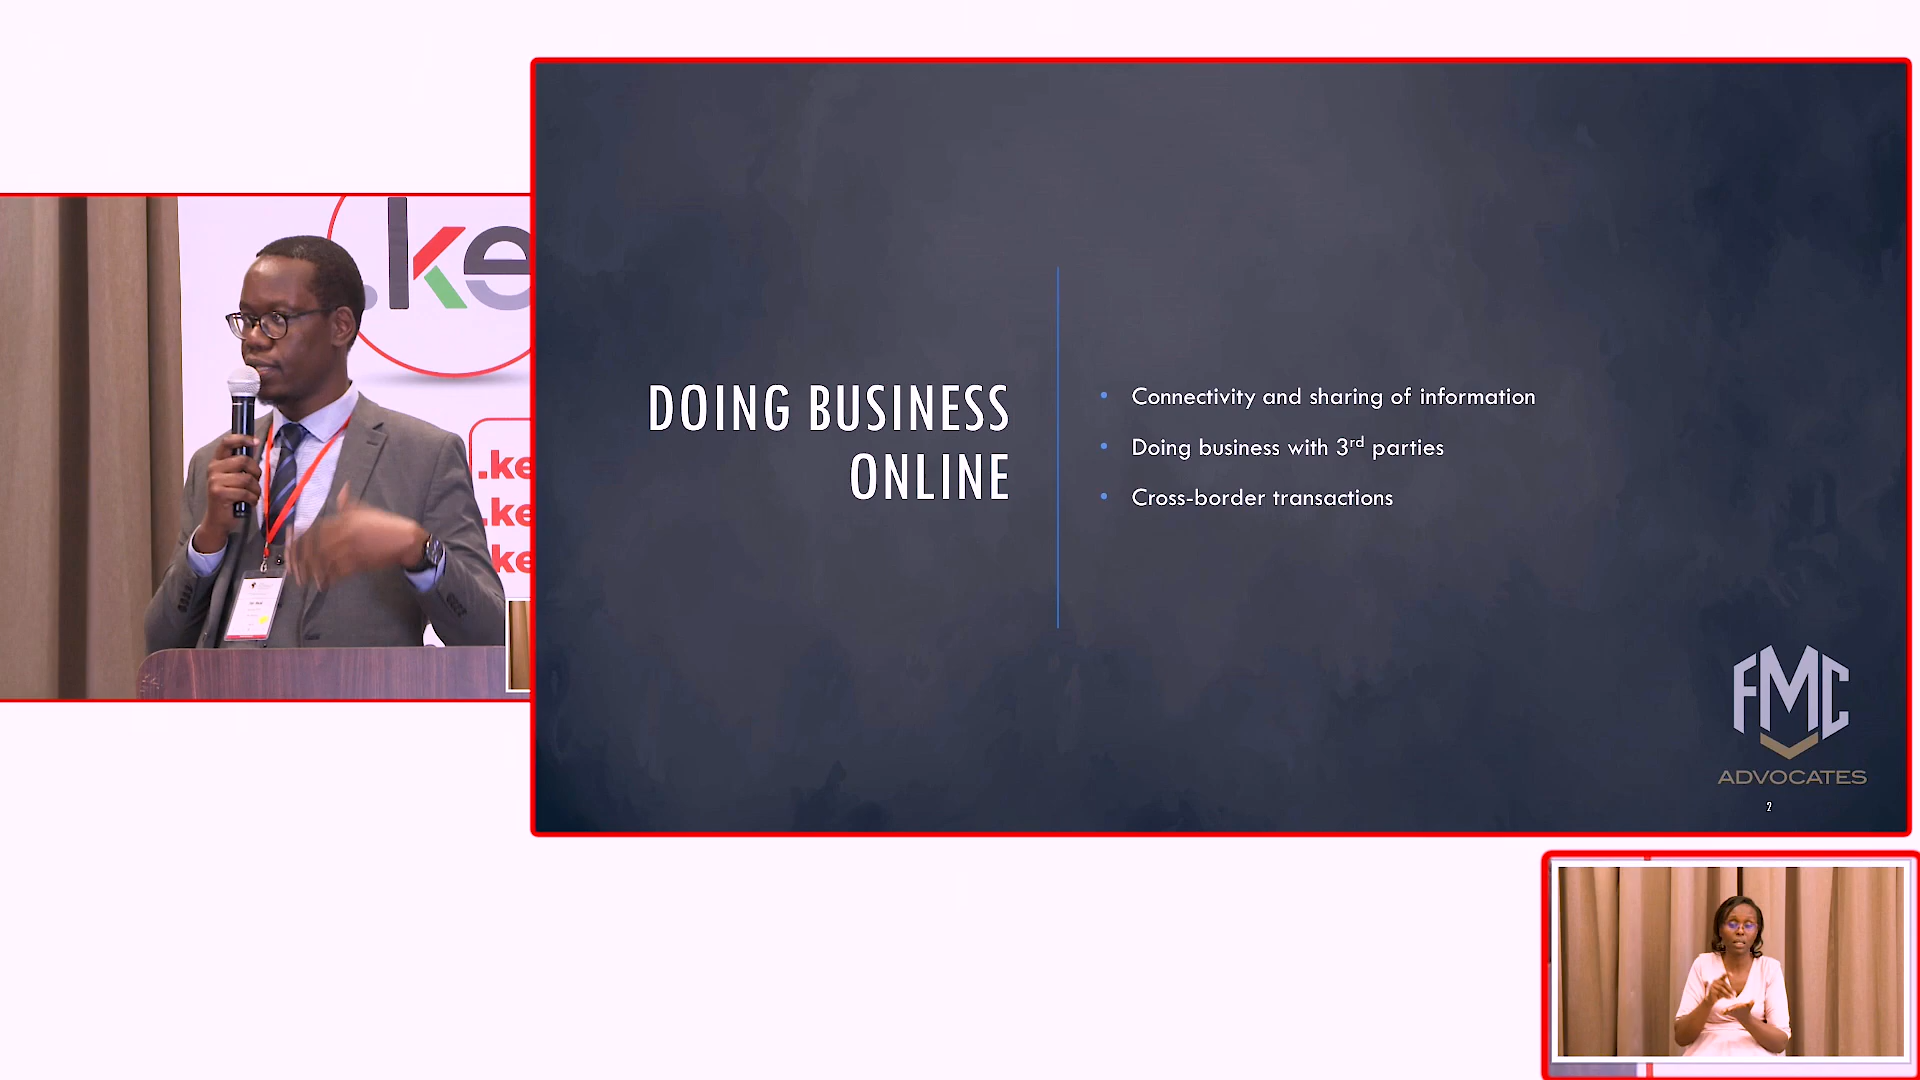 .ke
.ke
.ke
.ke
DOING BUSINESS
ONLINE
• Connectivity and sharing of information
• Doing business with 3rd parties
• Cross-border transactions
FMC
ADVOCATES
2